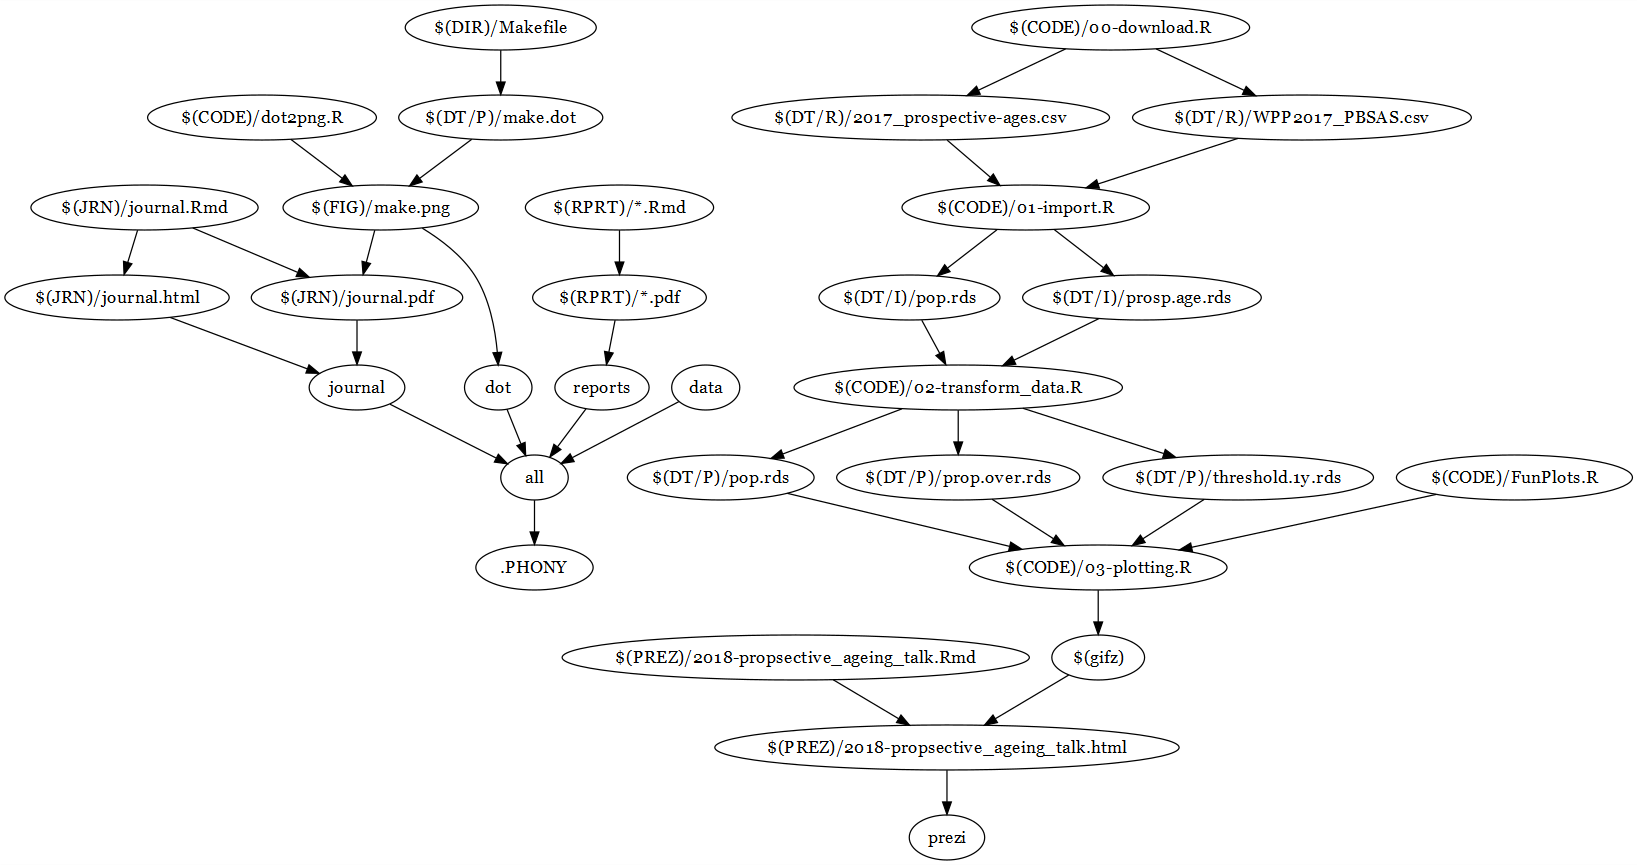 $(DIR)/Makefile
$(CODE)/00-download.R
$(CODE)/dot2png.R
$(DT/P)/make.dot
$(DT/R)/2017_prospective-ages.csv
$(DT/R)/WPP2017_PBSAS.csv
$(JRN)/journal.Rmd
$(FIG)/make.png
$(RPRT)/*.Rmd
$(CODE)/01-import.R
$(JRN)/journal.html
$(JRN)/journal.pdf
$(RPRT)/*.pdf
$(DT/I)/pop.rds
$(DT/I)/prosp.age.rds
journal
dot
reports
data
$(CODE)/02-transform_data.R
all
$(DT/P)/pop.rds
$(DT/P)/prop.over.rds
$(DT/P)/threshold.1y.rds
$(CODE)/FunPlots.R
.PHONY
$(CODE)/03-plotting.R
$(PREZ)/2018-propsective_ageing_talk.Rmd
$(gifz)
$(PREZ)/2018-propsective_ageing_talk.html
prezi